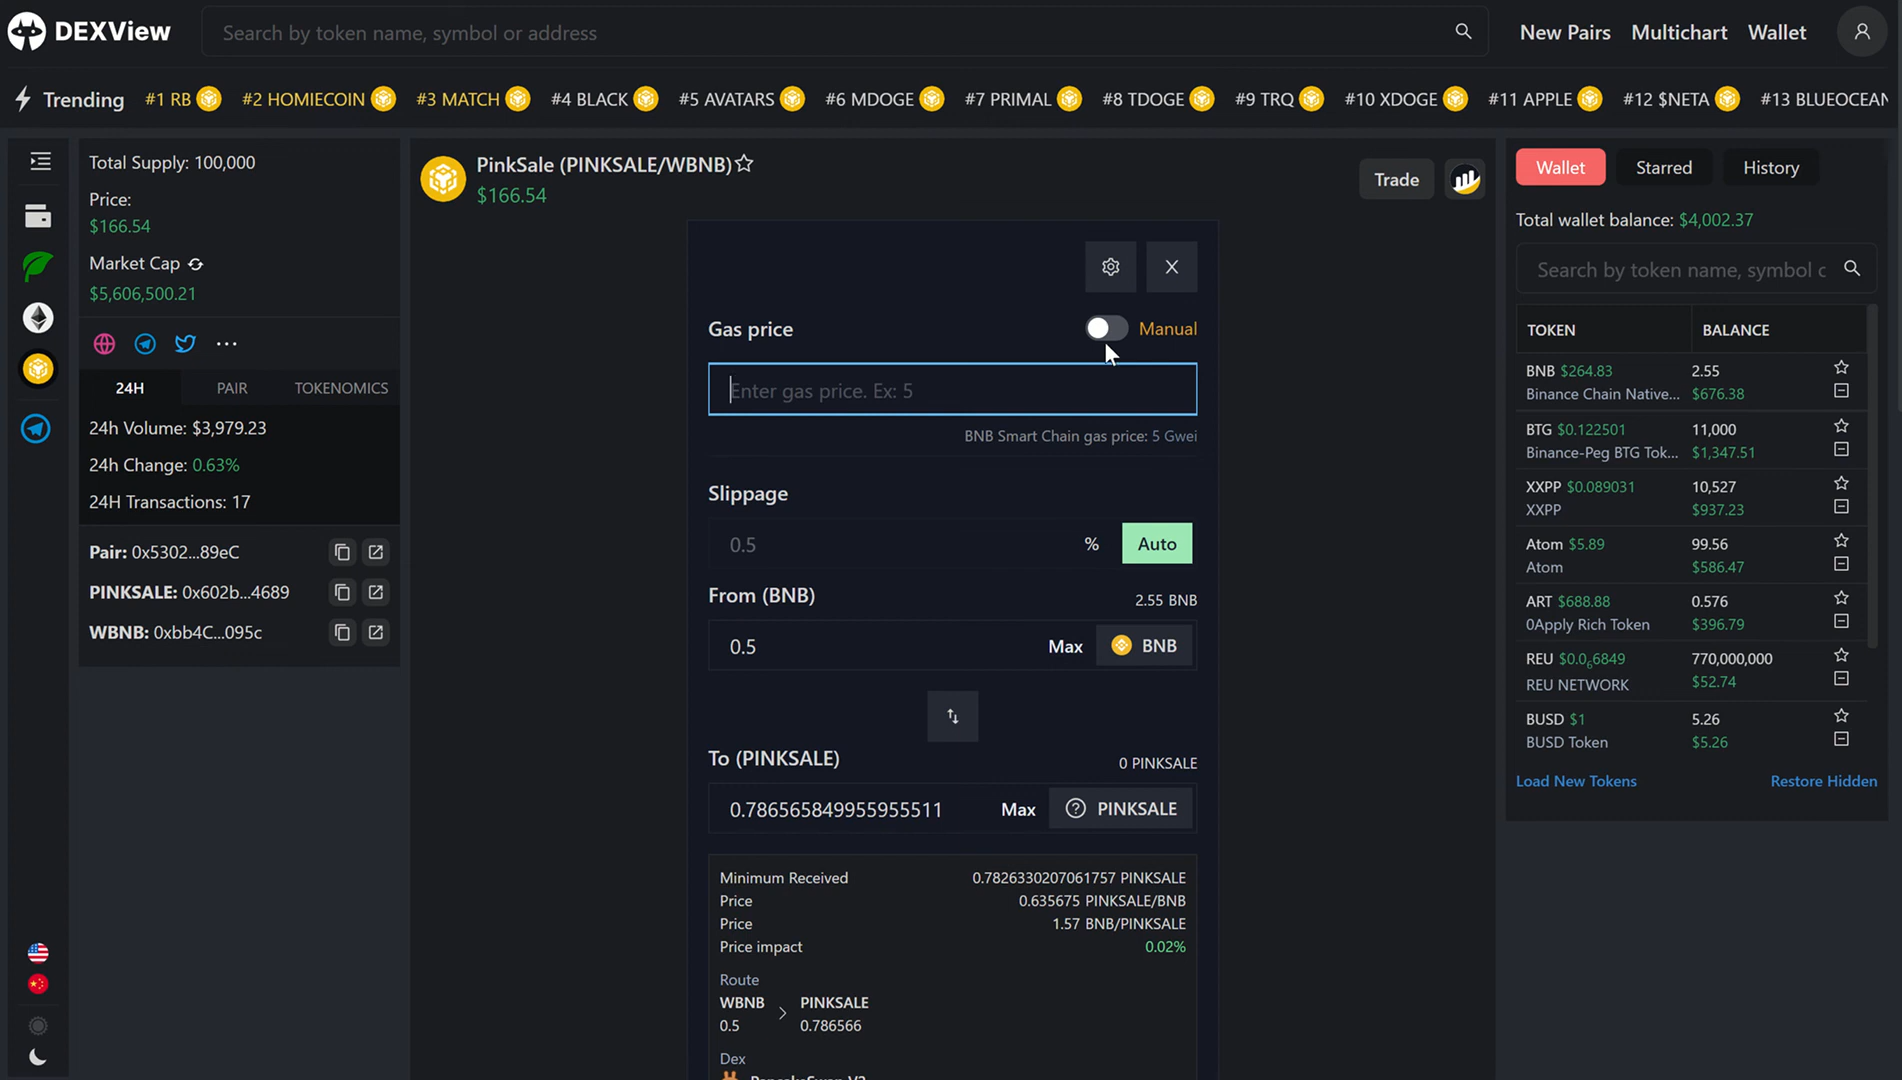 DEXView
Search by token name, symbol or address
New Pairs Multichart Wallet
Trending #1 RB #2 HOMIECOIN #3 MATCH #4 BLACK #5 AVATARS #6 MDOGE #7 PRIMAL #8 TDOGE #9 TRQ #10 XDOGE #11 APPLE #12 $NETA #13 BLUEOCEAN
Total Supply: 100,000
Price:
$166.54
Market Cap
$5,606,500.21
24H PAIR TOKENOMICS
24h Volume: $3,979.23
24h Change: 0.63%
24H Transactions: 17
Pair: 0x5302...89eC
PINKSALE: 0x602b...4689
WBNB: 0xbb4C...095c
PinkSale (PINKSALE/WBNB)
$166.54
Trade
Gas price Manual
Enter gas price. Ex: 5
BNB Smart Chain gas price: 5 Gwei
Slippage
0.5 % Auto
From (BNB) 2.55 BNB
0.5 Max BNB
To (PINKSALE) 0 PINKSALE
0.786565849955955511 Max PINKSALE
Minimum Received 0.7826330207061757 PINKSALE
Price 0.635675 PINKSALE/BNB
Price 1.57 BNB/PINKSALE
Price impact 0.02%
Route
WBNB > PINKSALE
0.5 0.786566
Dex
PancakeSwap V2
Wallet Starred History
Total wallet balance: $4,002.37
Search by token name, symbol c
TOKEN BALANCE
BNB $264.83 2.55
Binance Chain Native... $676.38
BTG $0.122501 11,000
Binance-Peg BTG Tok... $1,347.51
XXPP $0.089031 10,527
XXPP $937.23
Atom $5.89 99.56
Atom $586.47
ART $688.88 0.576
0Apply Rich Token $396.79
REU $0.0₆6849 770,000,000
REU NETWORK $52.74
BUSD $1 5.26
BUSD Token $5.26
Load New Tokens Restore Hidden